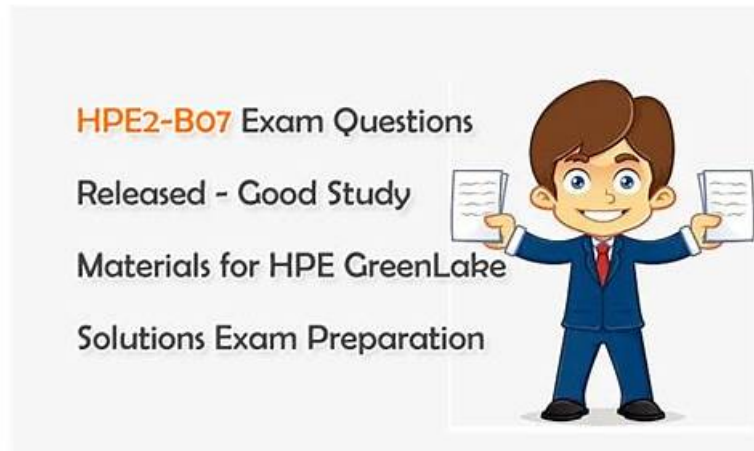 HPE2-B07 Exam Questions
Released - Good Study
Materials for HPE GreenLake
Solutions Exam Preparation